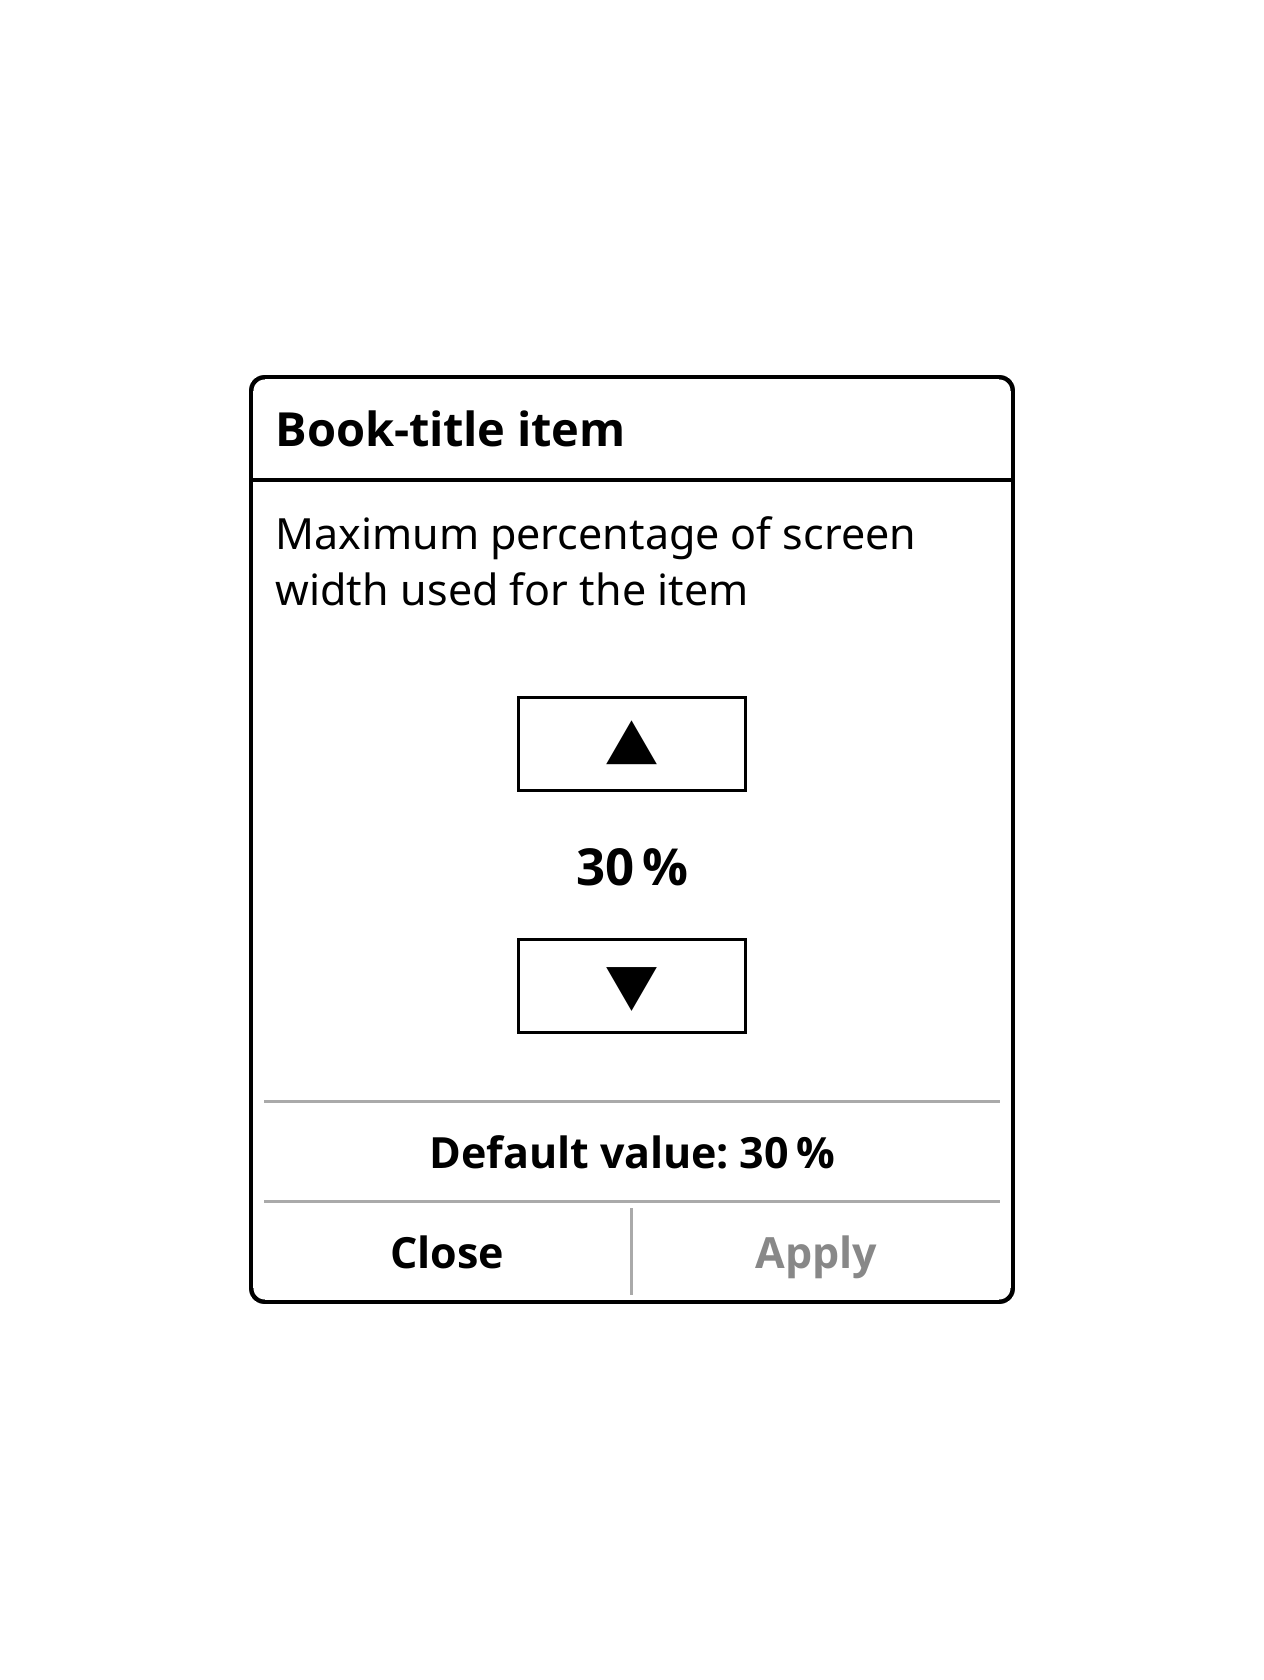 Book-title item
Maximum percentage of screen
width used for the item
▲
30 %
▼
Default value: 30 %
Close
Apply